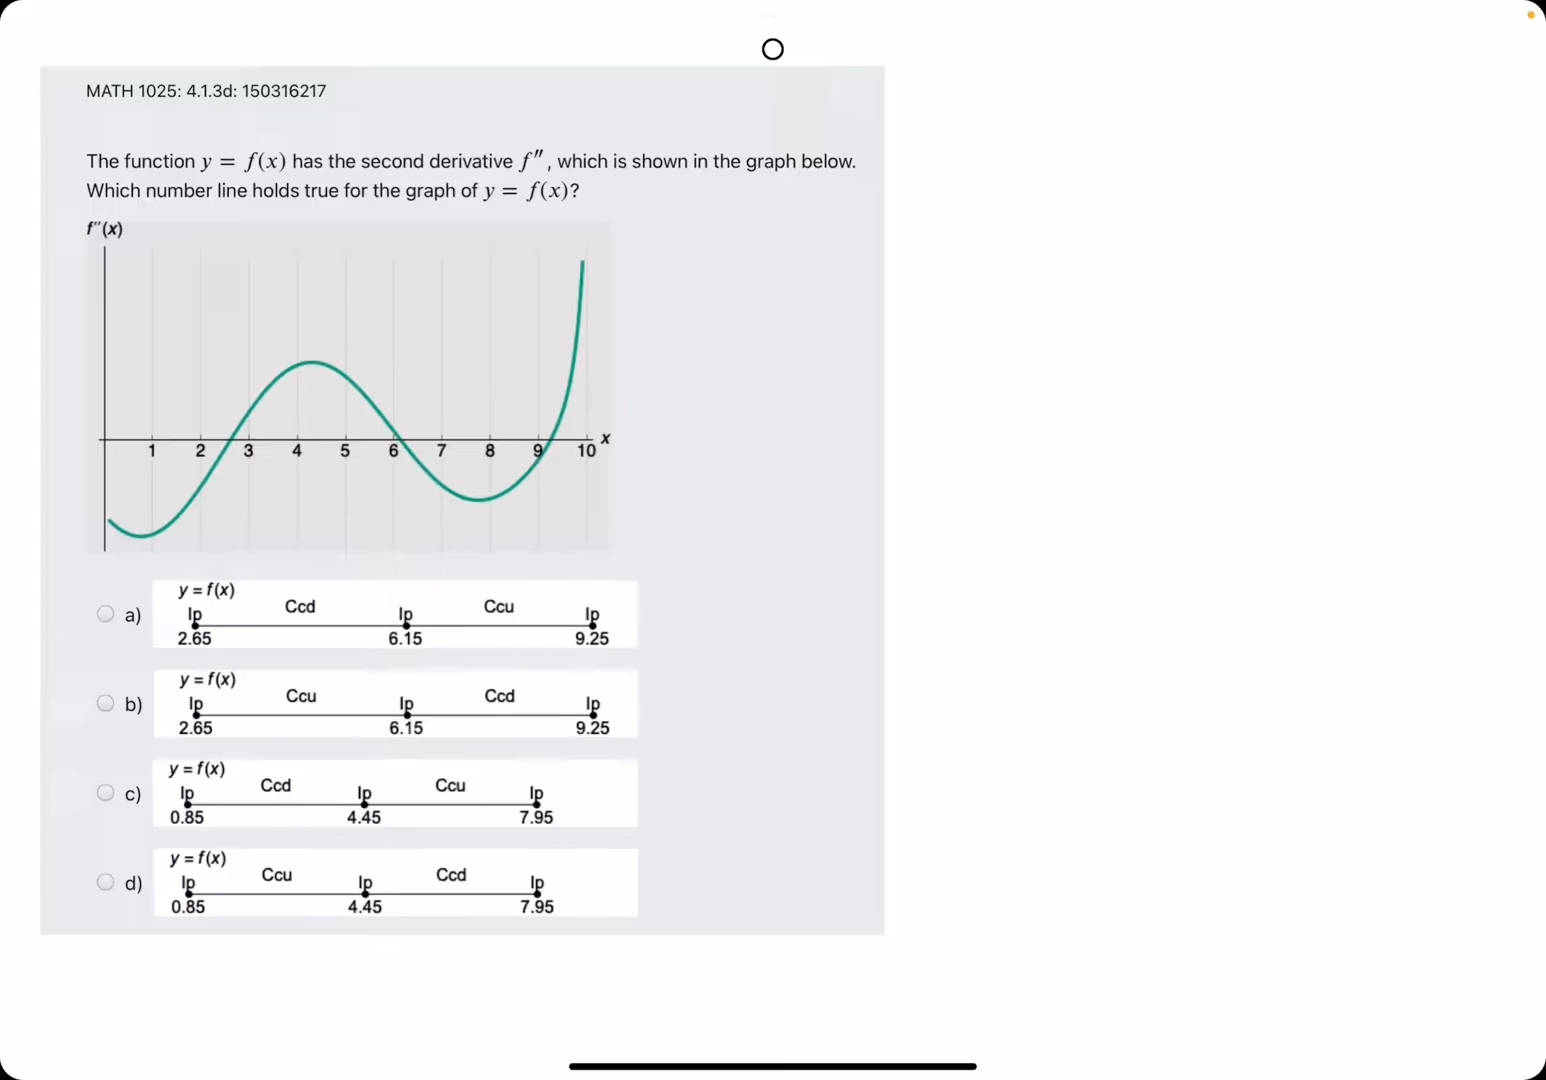 MATH 1025: 4.1.3d: 150316217
The function y = f(x) has the second derivative f″, which is shown in the graph below.
Which number line holds true for the graph of y = f(x)?
f″(x)
x
1 2 3 4 5 6 7 8 9 10
y = f(x)
Ccd Ccu
a) Ip Ip Ip
2.65 6.15 9.25
y = f(x)
Ccu Ccd
b) Ip Ip Ip
2.65 6.15 9.25
y = f(x)
Ccd Ccu
c) Ip Ip Ip
0.85 4.45 7.95
y = f(x)
Ccu Ccd
d) Ip Ip Ip
0.85 4.45 7.95